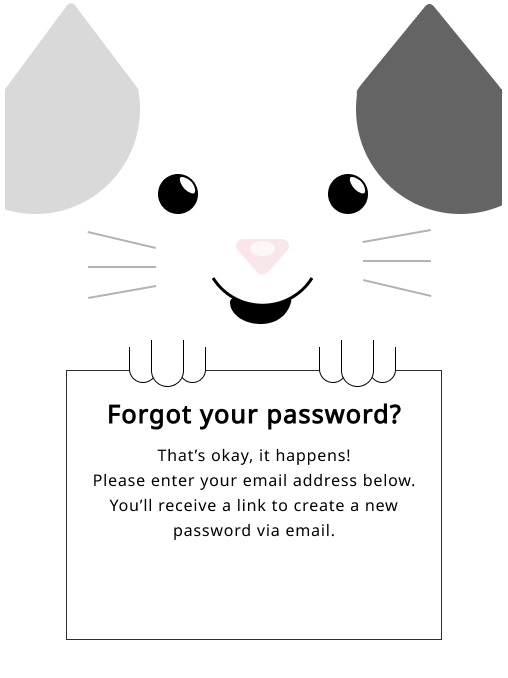 Forgot your password?
That’s okay, it happens!
Please enter your email address below.
You’ll receive a link to create a new
password via email.